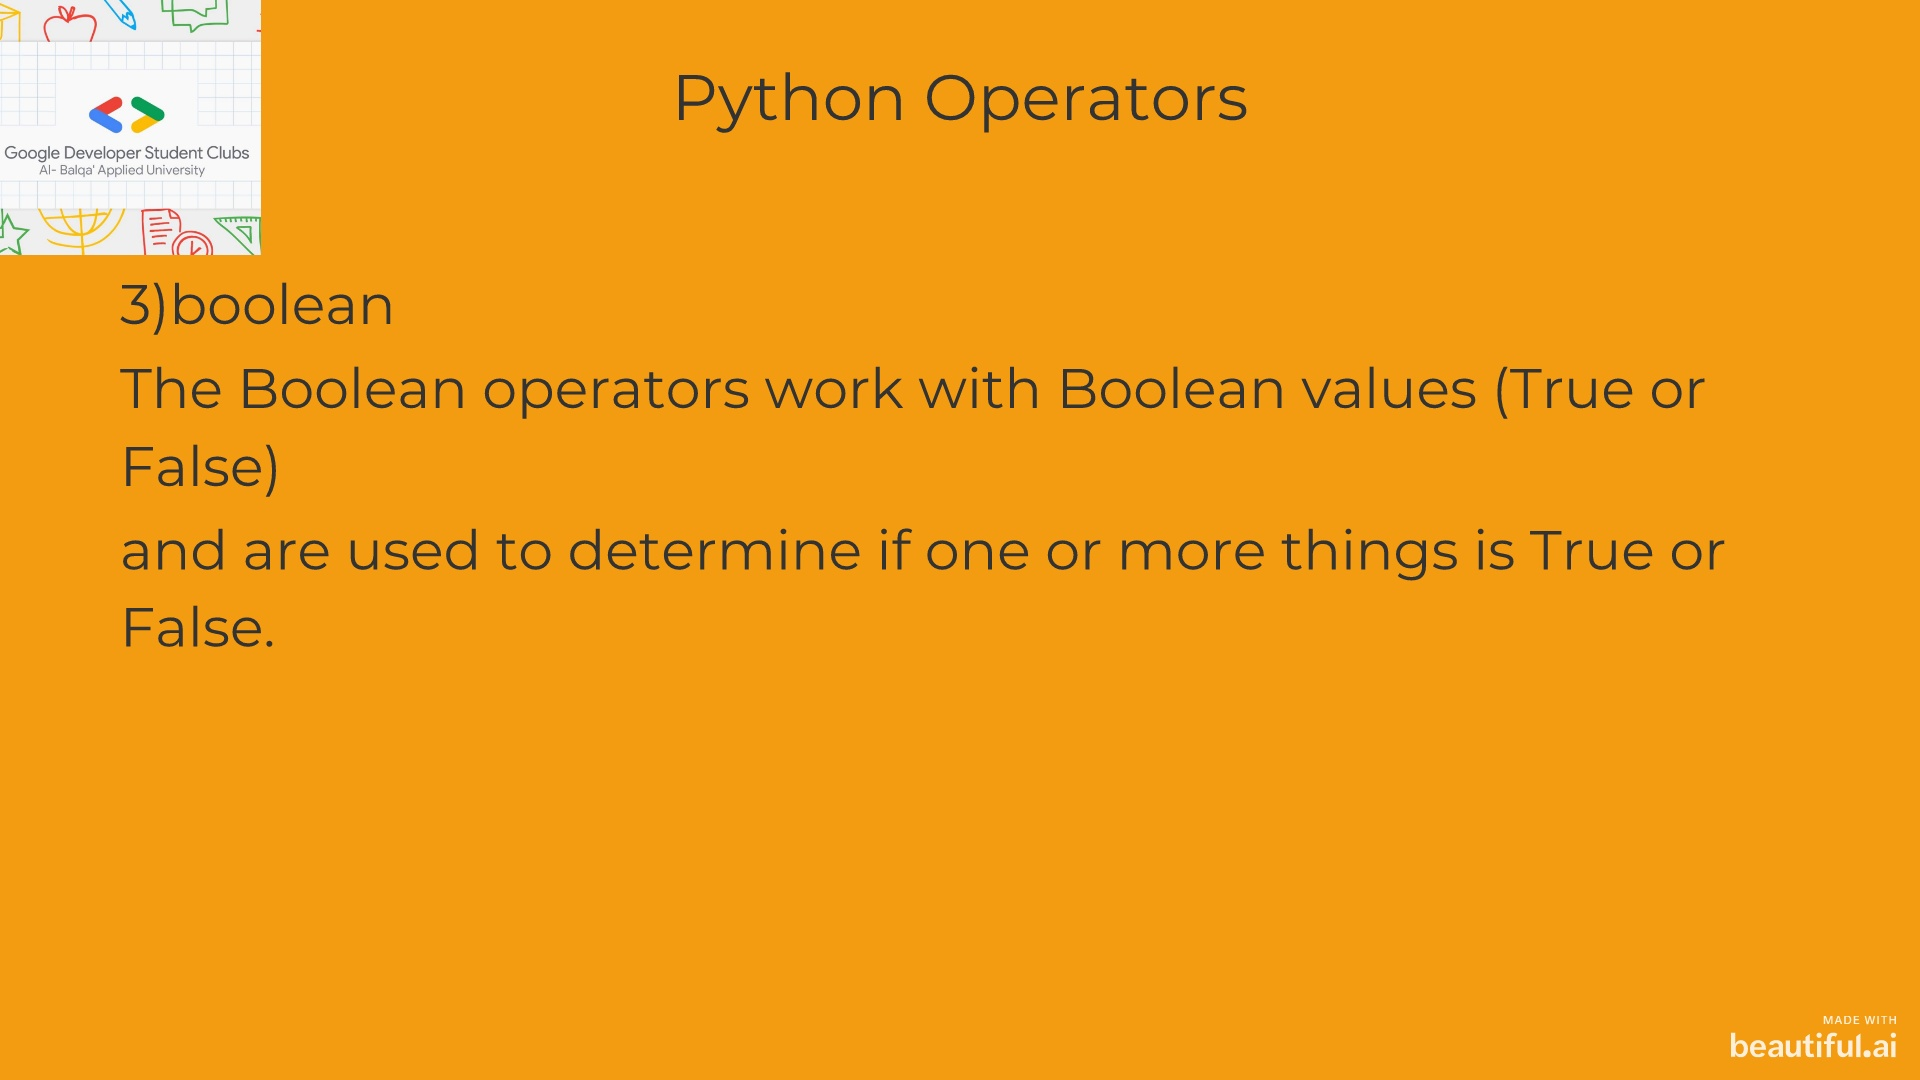 Google Developer Student Clubs
Al- Balqa' Applied University
Python Operators
3)boolean
The Boolean operators work with Boolean values (True or
False)
and are used to determine if one or more things is True or
False.
MADE WITH
beautiful.ai